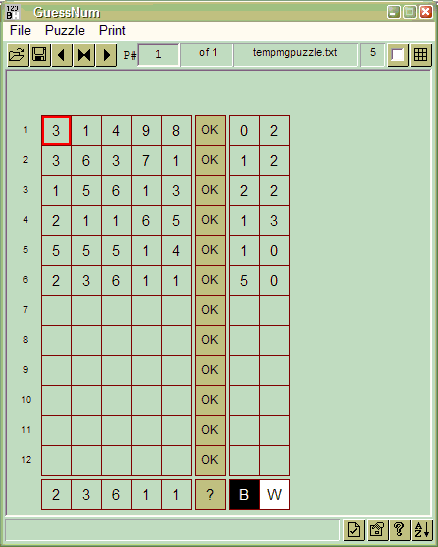 GuessNum
File Puzzle Print
P# 1 of 1 tempmgpuzzle.txt 5
1 3 1 4 9 8 OK 0 2
2 3 6 3 7 1 OK 1 2
3 1 5 6 1 3 OK 2 2
4 2 1 1 6 5 OK 1 3
5 5 5 5 1 4 OK 1 0
6 2 3 6 1 1 OK 5 0
7 OK
8 OK
9 OK
10 OK
11 OK
12 OK
2 3 6 1 1 ? B W